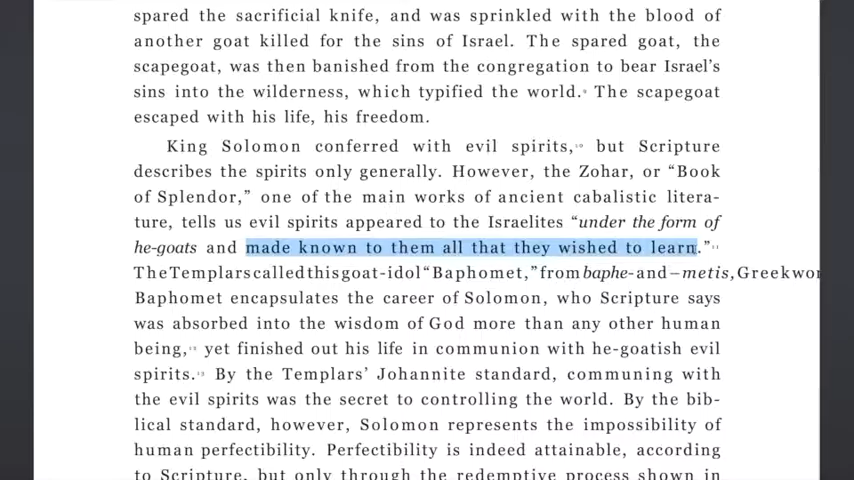 spared the sacrificial knife, and was sprinkled with the blood of
another goat killed for the sins of Israel. The spared goat, the
scapegoat, was then banished from the congregation to bear Israel's
sins into the wilderness, which typified the world.⁹ The scapegoat
escaped with his life, his freedom.
King Solomon conferred with evil spirits,¹⁰ but Scripture
describes the spirits only generally. However, the Zohar, or “Book
of Splendor,” one of the main works of ancient cabalistic litera-
ture, tells us evil spirits appeared to the Israelites “under the form of
he-goats and made known to them all that they wished to learn.”¹¹
TheTemplarscalledthisgoat-idol“Baphomet,”frombaphe-and–metis,Greekwor
Baphomet encapsulates the career of Solomon, who Scripture says
was absorbed into the wisdom of God more than any other human
being,¹² yet finished out his life in communion with he-goatish evil
spirits.¹³ By the Templars’ Johannite standard, communing with
the evil spirits was the secret to controlling the world. By the bib-
lical standard, however, Solomon represents the impossibility of
human perfectibility. Perfectibility is indeed attainable, according
to Scripture, but only through the redemptive process shown in